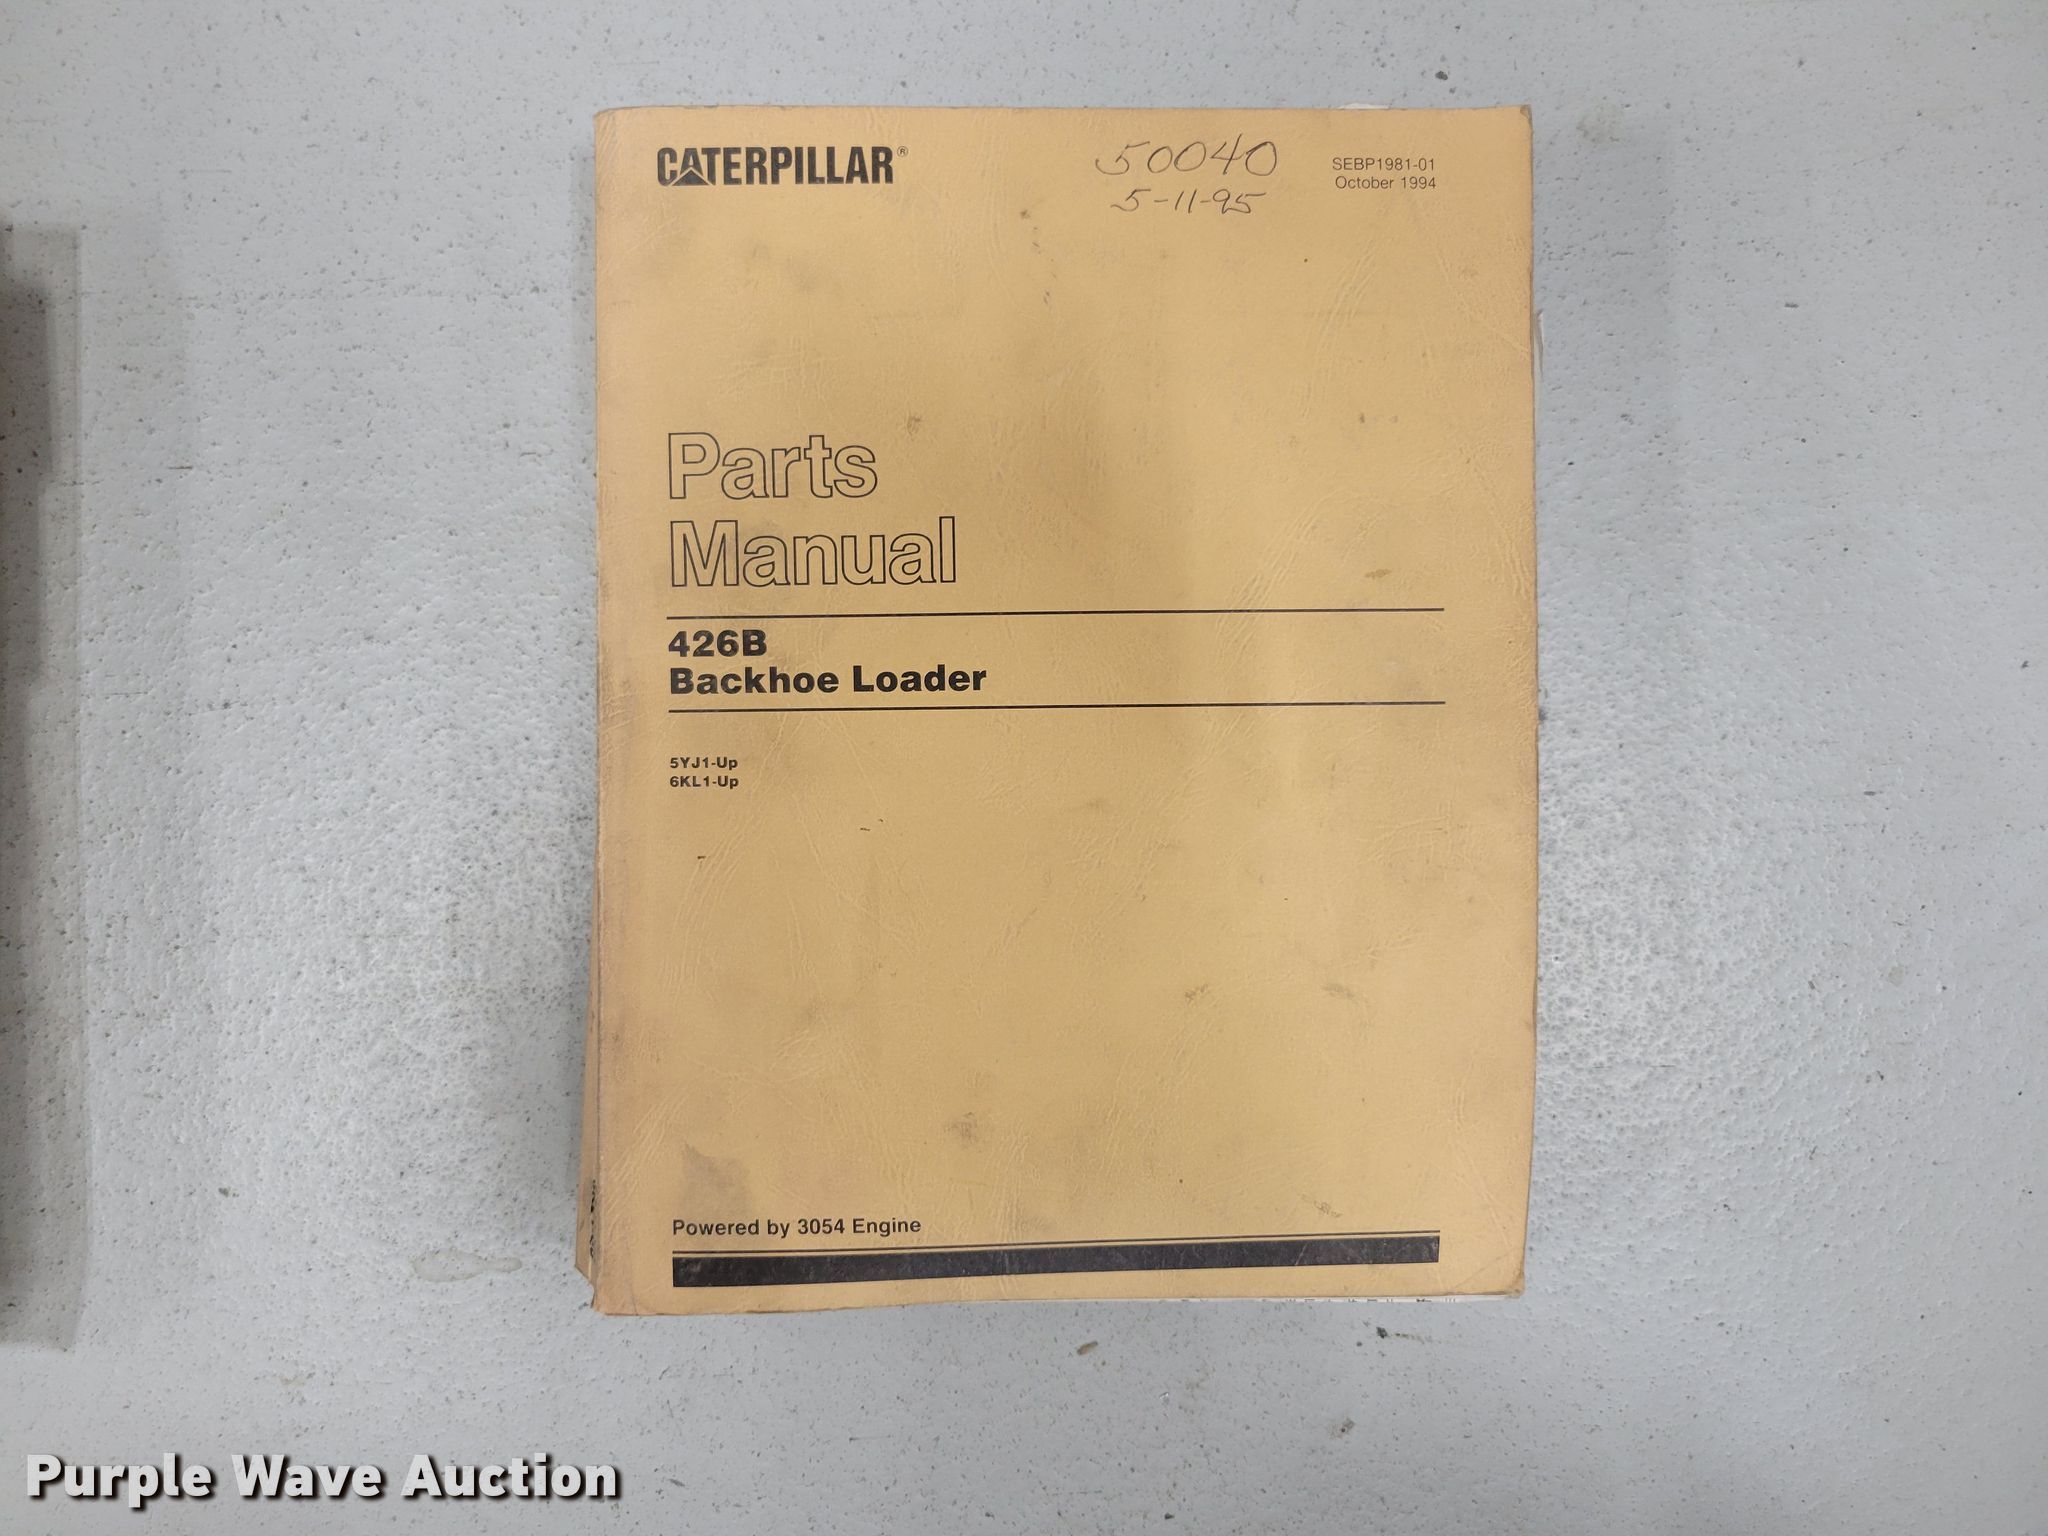 CATERPILLAR®
50040
5-11-95
SEBP1981-01
October 1994
Parts
Manual
426B
Backhoe Loader
5YJ1-Up
6KL1-Up
Powered by 3054 Engine
Purple Wave Auction